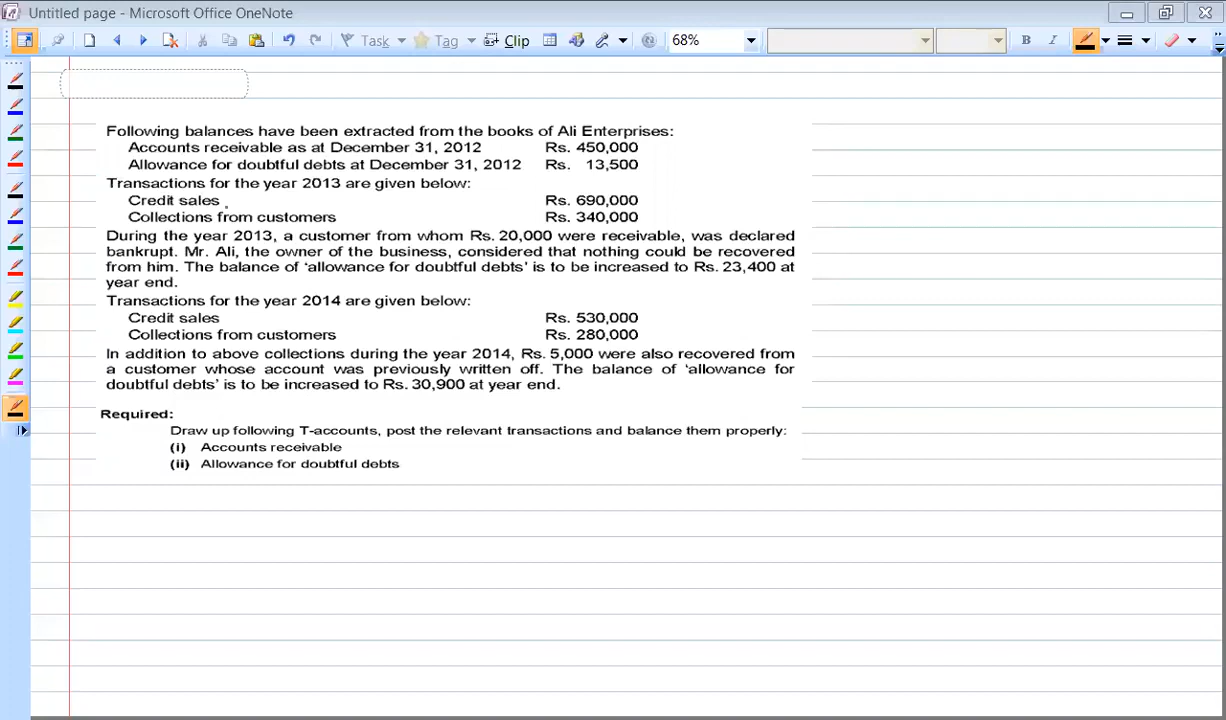 Untitled page - Microsoft Office OneNote
Task Tag Clip 68% B I
Following balances have been extracted from the books of Ali Enterprises:
Accounts receivable as at December 31, 2012 Rs. 450,000
Allowance for doubtful debts at December 31, 2012 Rs. 13,500
Transactions for the year 2013 are given below:
Credit sales Rs. 690,000
Collections from customers Rs. 340,000
During the year 2013, a customer from whom Rs. 20,000 were receivable, was declared
bankrupt. Mr. Ali, the owner of the business, considered that nothing could be recovered
from him. The balance of ‘allowance for doubtful debts’ is to be increased to Rs. 23,400 at
year end.
Transactions for the year 2014 are given below:
Credit sales Rs. 530,000
Collections from customers Rs. 280,000
In addition to above collections during the year 2014, Rs. 5,000 were also recovered from
a customer whose account was previously written off. The balance of ‘allowance for
doubtful debts’ is to be increased to Rs. 30,900 at year end.
Required:
Draw up following T-accounts, post the relevant transactions and balance them properly:
(i) Accounts receivable
(ii) Allowance for doubtful debts